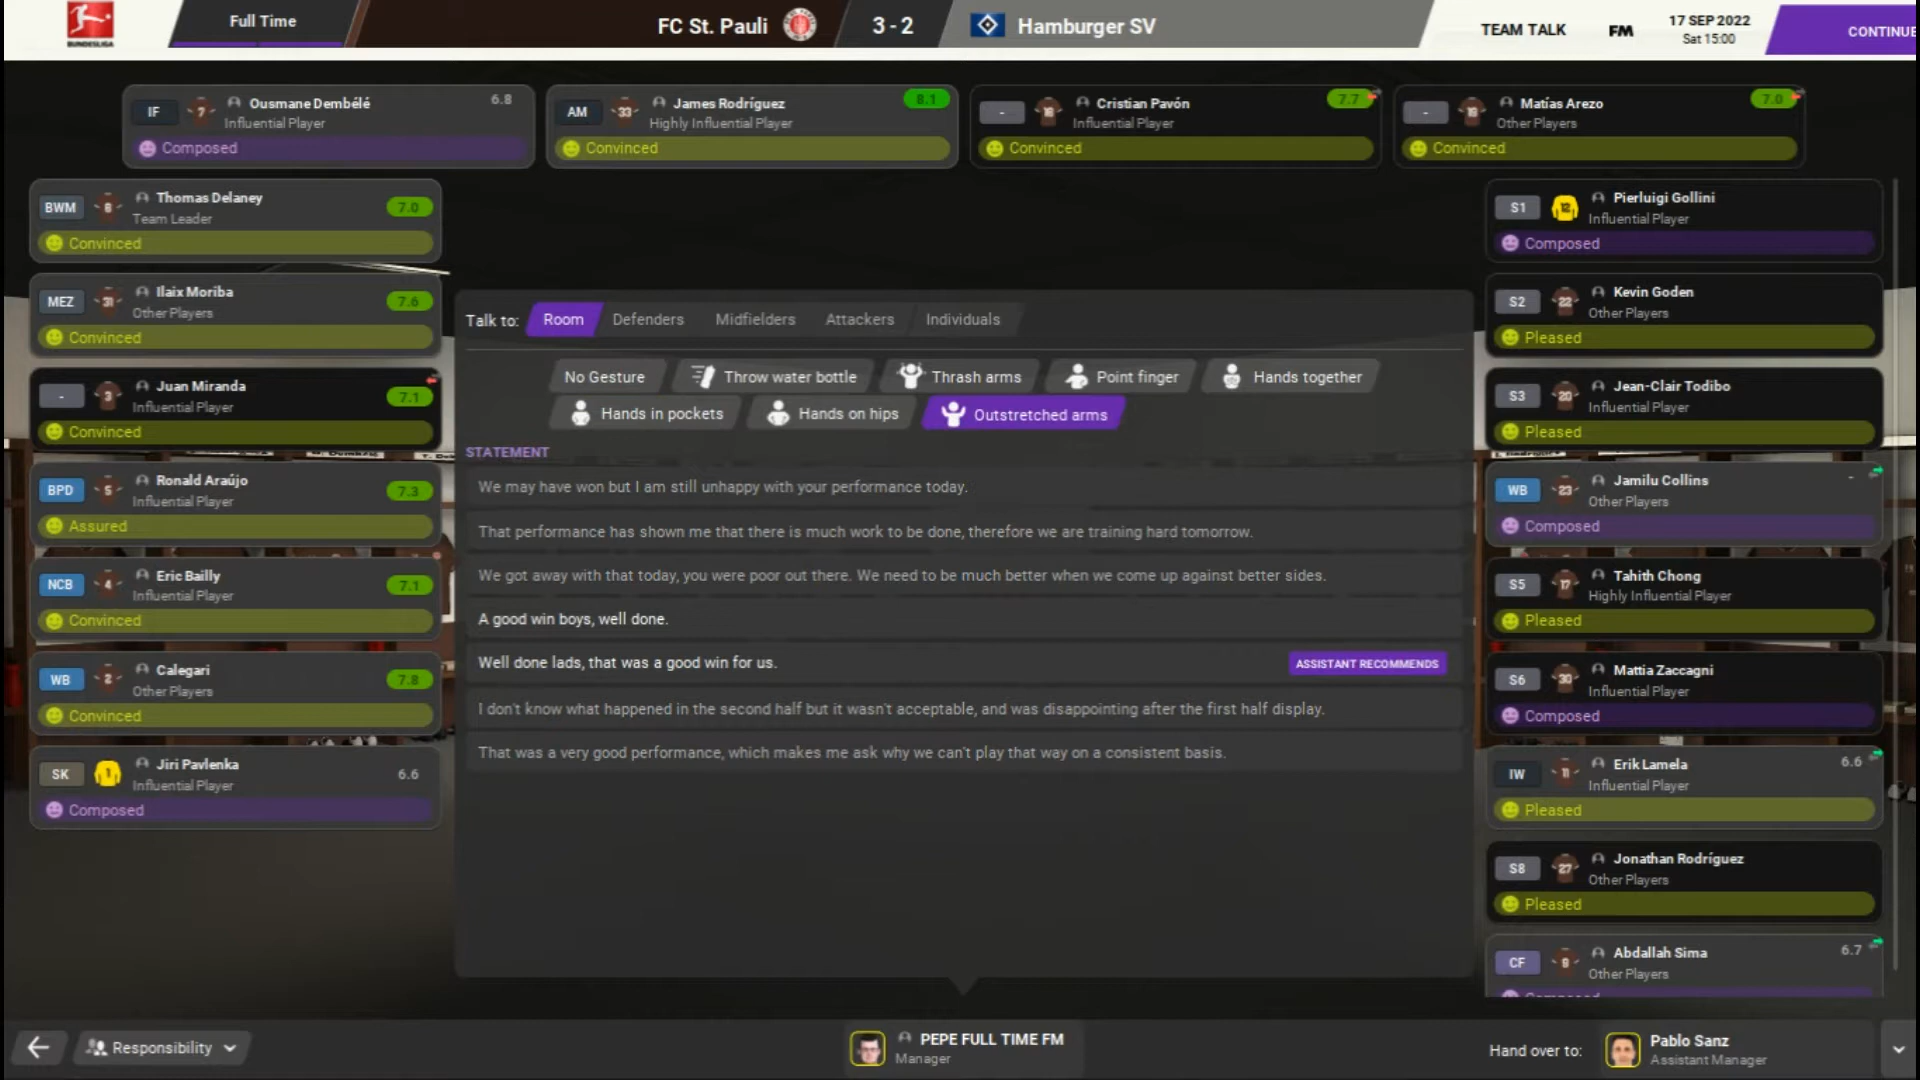 BUNDESLIGA
Full Time
FC St. Pauli
3 - 2
Hamburger SV
TEAM TALK
FM
17 SEP 2022
Sat 15:00
CONTINUE
IF
7
Ousmane Dembélé
Influential Player
6.8
Composed
AM
33
James Rodríguez
Highly Influential Player
8.1
Convinced
-
Cristian Pavón
Influential Player
7.7
Convinced
-
Matías Arezo
Other Players
7.0
Convinced
BWM
Thomas Delaney
Team Leader
7.0
Convinced
MEZ
31
Ilaix Moriba
Other Players
7.6
Convinced
-
3
Juan Miranda
Influential Player
7.1
Convinced
BPD
5
Ronald Araújo
Influential Player
7.3
Assured
NCB
4
Eric Bailly
Influential Player
7.1
Convinced
WB
2
Calegari
Other Players
7.8
Convinced
SK
1
Jiri Pavlenka
Influential Player
6.6
Composed
Talk to:
Room
Defenders
Midfielders
Attackers
Individuals
No Gesture
Throw water bottle
Thrash arms
Point finger
Hands together
Hands in pockets
Hands on hips
Outstretched arms
STATEMENT
We may have won but I am still unhappy with your performance today.
That performance has shown me that there is much work to be done, therefore we are training hard tomorrow.
We got away with that today, you were poor out there. We need to be much better when we come up against better sides.
A good win boys, well done.
Well done lads, that was a good win for us.
ASSISTANT RECOMMENDS
I don't know what happened in the second half but it wasn't acceptable, and was disappointing after the first half display.
That was a very good performance, which makes me ask why we can't play that way on a consistent basis.
S1
12
Pierluigi Gollini
Influential Player
Composed
S2
22
Kevin Goden
Other Players
Pleased
S3
20
Jean-Clair Todibo
Influential Player
Pleased
WB
23
Jamilu Collins
Other Players
-
Composed
S5
17
Tahith Chong
Highly Influential Player
Pleased
S6
30
Mattia Zaccagni
Influential Player
Composed
IW
11
Erik Lamela
Influential Player
6.6
Pleased
S8
27
Jonathan Rodríguez
Other Players
Pleased
CF
9
Abdallah Sima
Other Players
6.7
Composed
Responsibility
PEPE FULL TIME FM
Manager
Hand over to:
Pablo Sanz
Assistant Manager